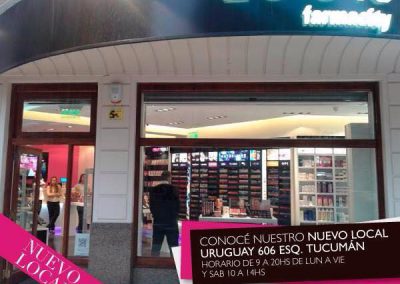 farmacity
CONOCÉ NUESTRO NUEVO LOCAL
URUGUAY 606 ESQ. TUCUMÁN
HORARIO DE 9 A 20HS DE LUN A VIE
Y SAB 10 A 14HS
NUEVO
LOCAL